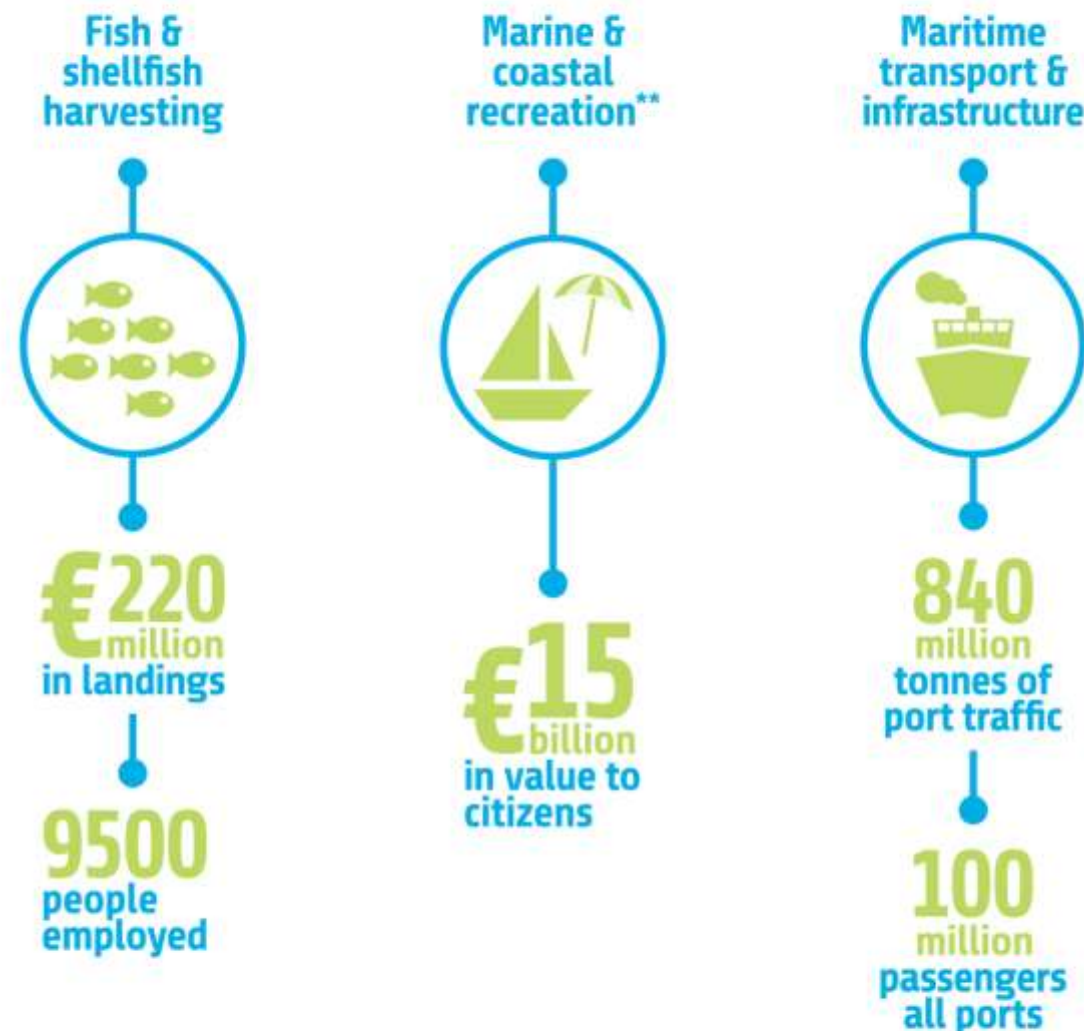 Fish &
shellfish
harvesting
€220
million
in landings
9500
people
employed
Marine &
coastal
recreation**
€15
billion
in value to
citizens
Maritime
transport &
infrastructure
840
million
tonnes of
port traffic
100
million
passengers
all ports